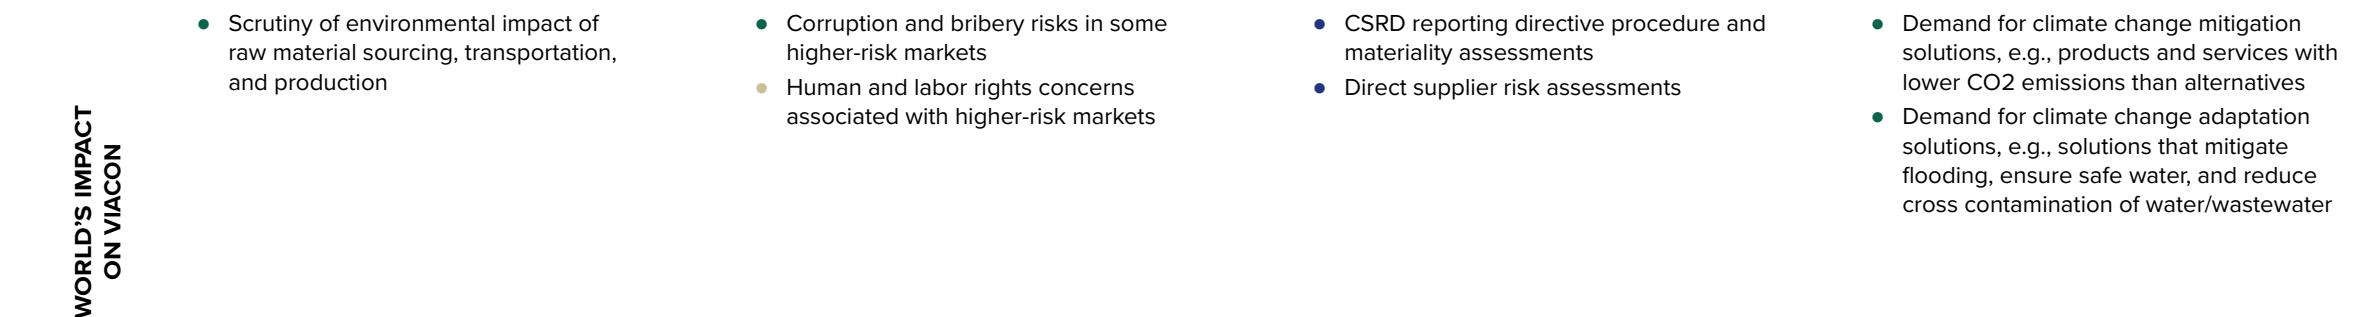 WORLD'S IMPACT
ON VIACON
• Scrutiny of environmental impact of
raw material sourcing, transportation,
and production
• Corruption and bribery risks in some
higher-risk markets
• Human and labor rights concerns
associated with higher-risk markets
• CSRD reporting directive procedure and
materiality assessments
• Direct supplier risk assessments
• Demand for climate change mitigation
solutions, e.g., products and services with
lower CO2 emissions than alternatives
• Demand for climate change adaptation
solutions, e.g., solutions that mitigate
flooding, ensure safe water, and reduce
cross contamination of water/wastewater